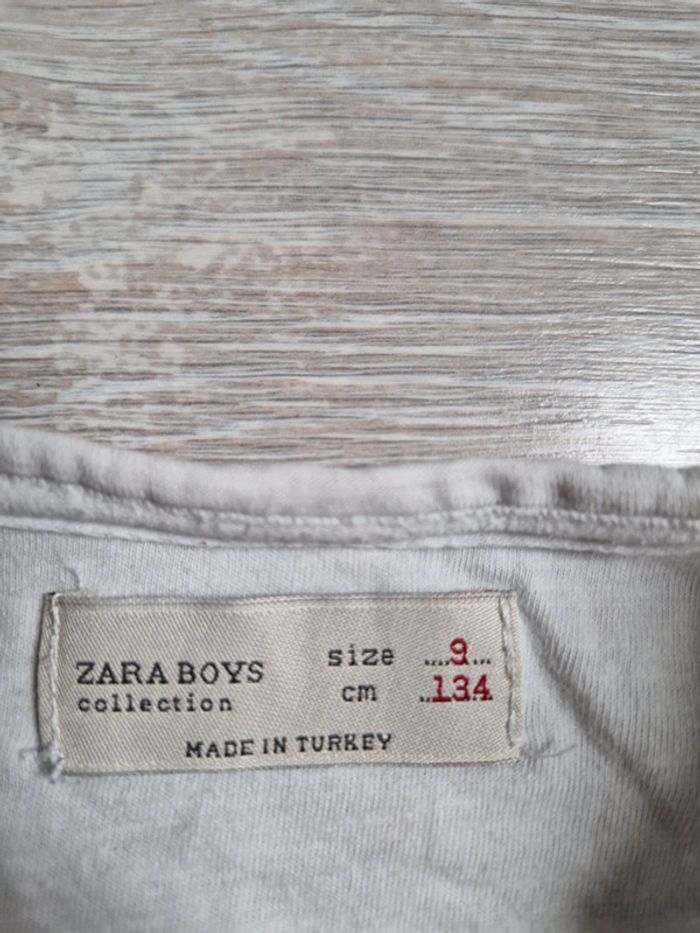 ZARA BOYS
collection
size ....9...
cm ..134
MADE IN TURKEY